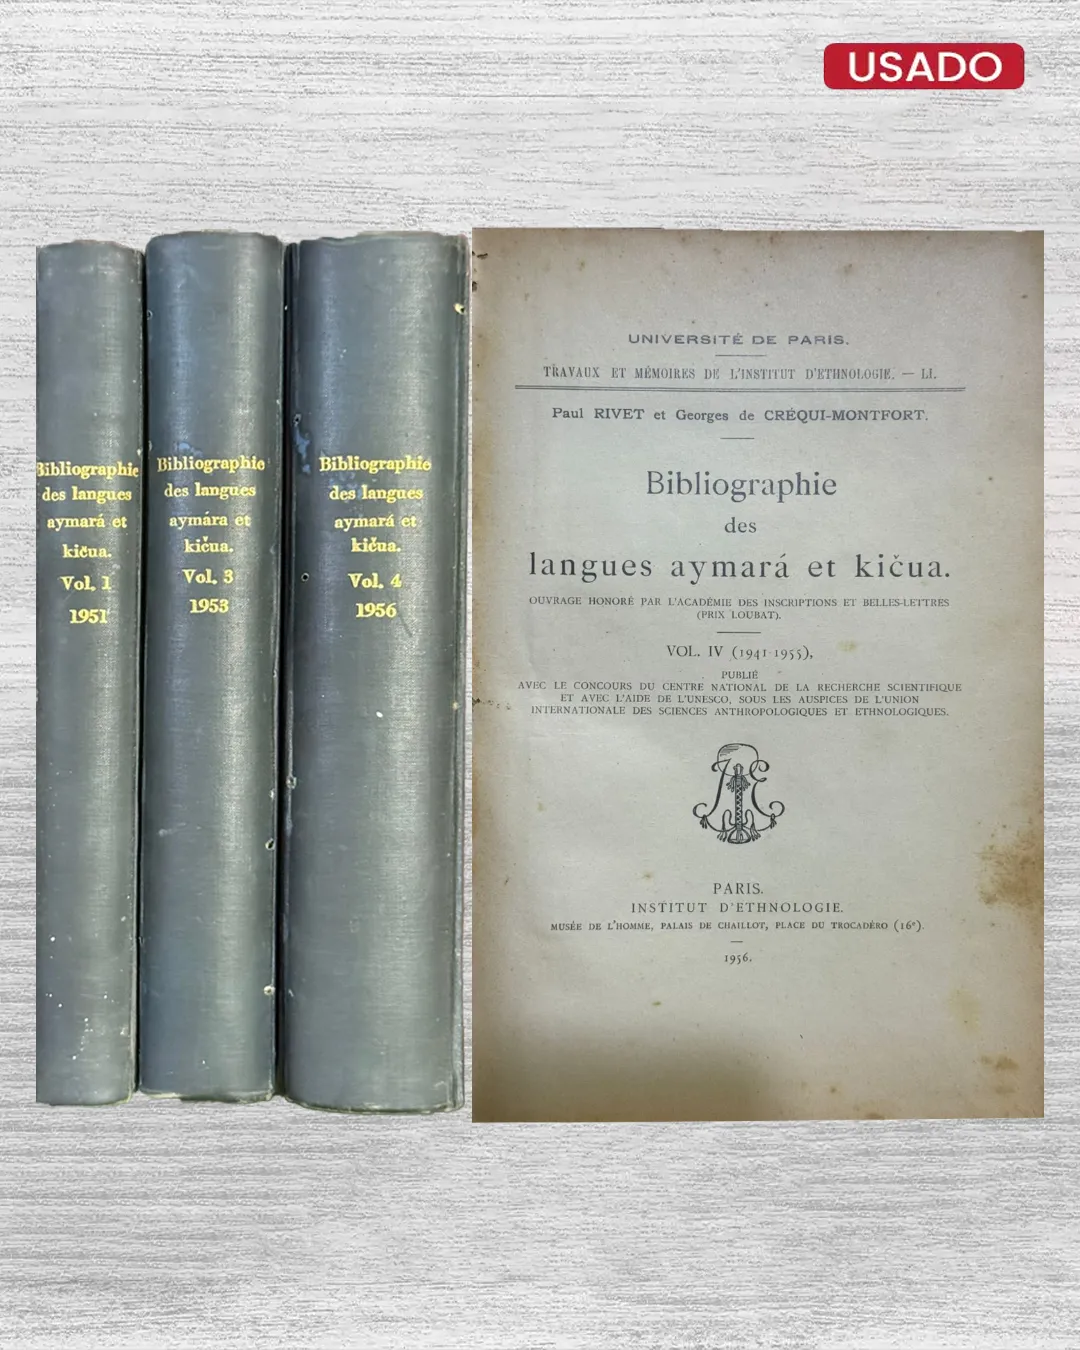 USADO
Bibliographie
des langues
aymará et
kičua.
Vol. 1
1951
Bibliographie
des langues
aymára et
kičua.
Vol. 3
1953
Bibliographie
des langues
aymará et
kičua.
Vol. 4
1956
UNIVERSITÉ DE PARIS.
TRAVAUX ET MÉMOIRES DE L'INSTITUT D'ETHNOLOGIE. — LI.
Paul RIVET et Georges de CRÉQUI-MONTFORT.
Bibliographie
des
langues aymará et kičua.
OUVRAGE HONORÉ PAR L'ACADÉMIE DES INSCRIPTIONS ET BELLES-LETTRES
(PRIX LOUBAT).
VOL. IV (1941-1955),
PUBLIÉ
AVEC LE CONCOURS DU CENTRE NATIONAL DE LA RECHERCHE SCIENTIFIQUE
ET AVEC L'AIDE DE L'UNESCO, SOUS LES AUSPICES DE L'UNION
INTERNATIONALE DES SCIENCES ANTHROPOLOGIQUES ET ETHNOLOGIQUES.
PARIS.
INSTITUT D'ETHNOLOGIE.
MUSÉE DE L'HOMME, PALAIS DE CHAILLOT, PLACE DU TROCADÉRO (16e).
1956.